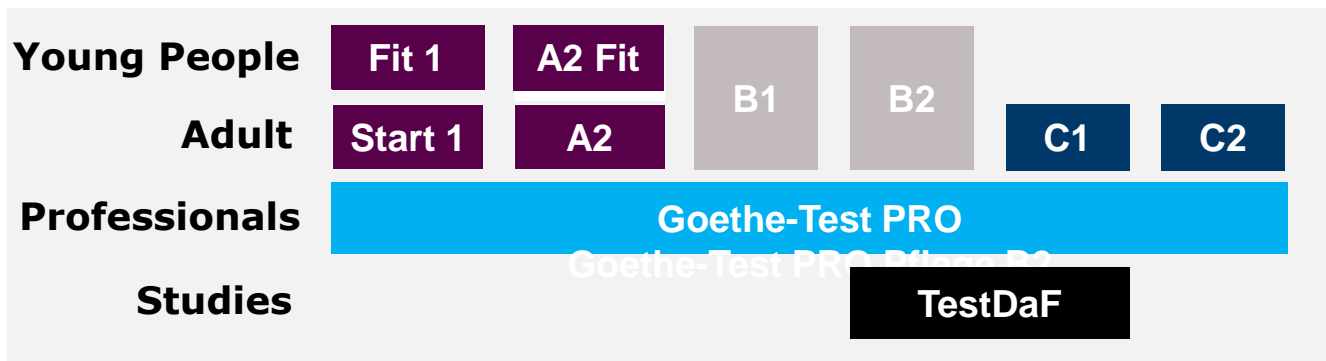 Young People Fit 1 A2 Fit
B1 B2
Adult Start 1 A2 C1 C2
Professionals Goethe-Test PRO
Goethe-Test PRO Pflege B2
Studies TestDaF